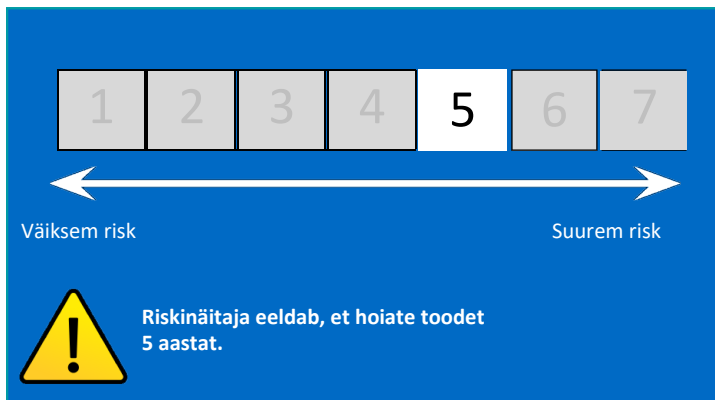 1 2 3 4 5 6 7
Väiksem risk Suurem risk
Riskinäitaja eeldab, et hoiate toodet
5 aastat.